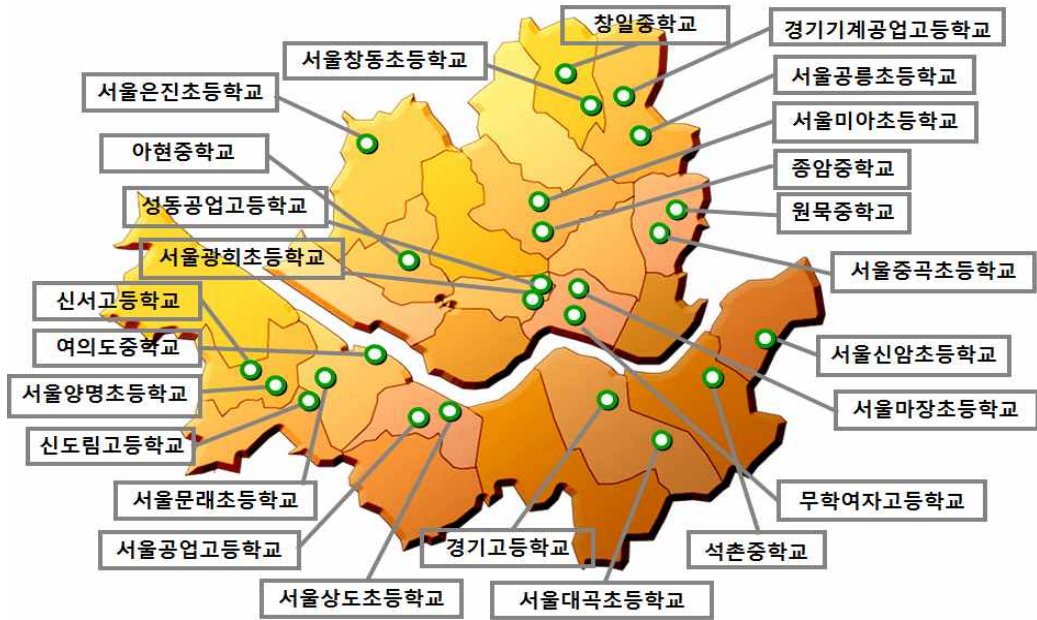 창일중학교
경기기계공업고등학교
서울창동초등학교
서울공릉초등학교
서울은진초등학교
서울미아초등학교
아현중학교
종암중학교
성동공업고등학교
원묵중학교
서울광희초등학교
서울중곡초등학교
신서고등학교
여의도중학교
서울신암초등학교
서울양명초등학교
서울마장초등학교
신도림고등학교
서울문래초등학교
무학여자고등학교
서울공업고등학교
경기고등학교
석촌중학교
서울상도초등학교
서울대곡초등학교